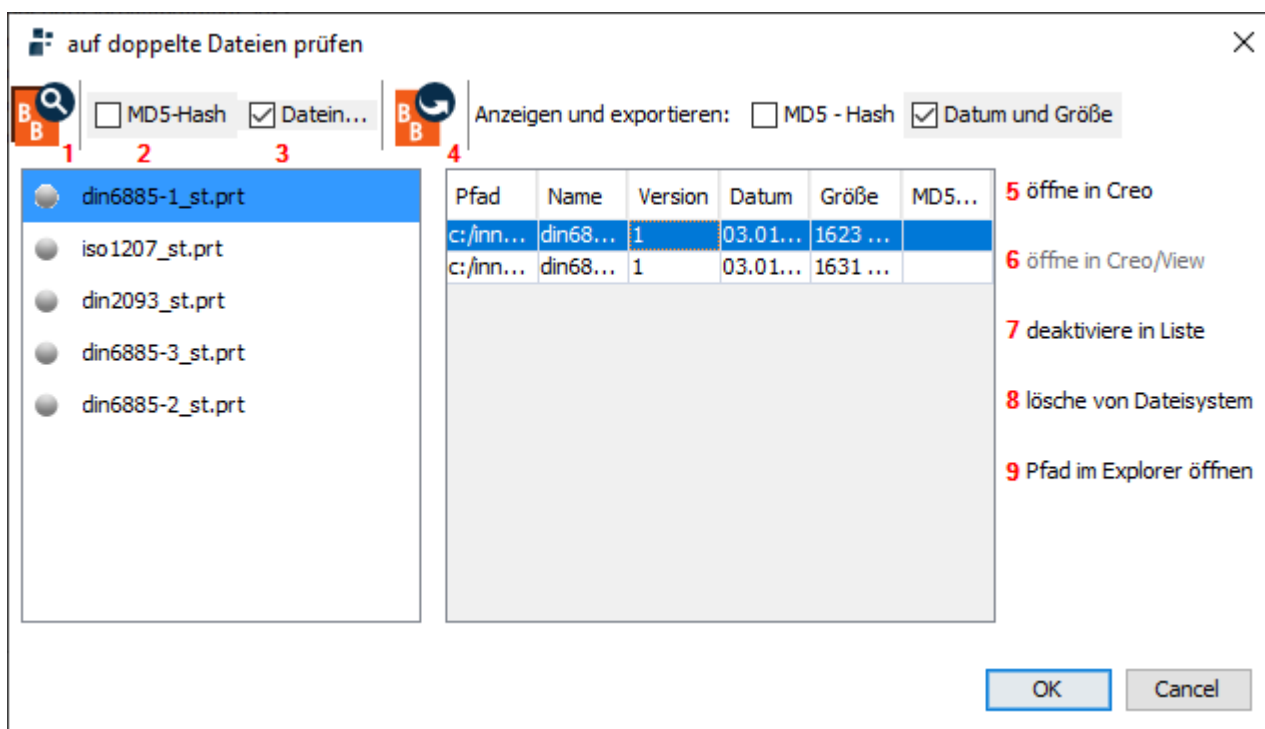 auf doppelte Dateien prüfen
B B MD5-Hash Datein... B B Anzeigen und exportieren: MD5 - Hash Datum und Größe
1 2 3 4
din6885-1_st.prt
iso1207_st.prt
din2093_st.prt
din6885-3_st.prt
din6885-2_st.prt
Pfad Name Version Datum Größe MD5...
c:/inn... din68... 1 03.01... 1623 ...
c:/inn... din68... 1 03.01... 1631 ...
5 öffne in Creo
6 öffne in Creo/View
7 deaktiviere in Liste
8 lösche von Dateisystem
9 Pfad im Explorer öffnen
OK Cancel